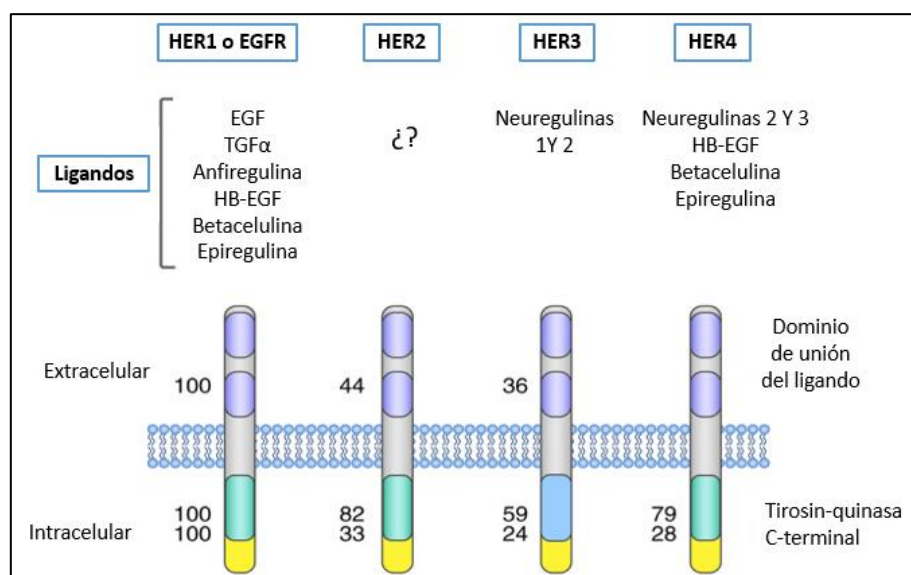 HER1 o EGFR
HER2
HER3
HER4
Ligandos
EGF
TGFα
Anfiregulina
HB-EGF
Betacelulina
Epiregulina
¿?
Neuregulinas
1Y 2
Neuregulinas 2 Y 3
HB-EGF
Betacelulina
Epiregulina
Extracelular
100
44
36
Dominio
de unión
del ligando
Intracelular
100
100
82
33
59
24
79
28
Tirosin-quinasa
C-terminal